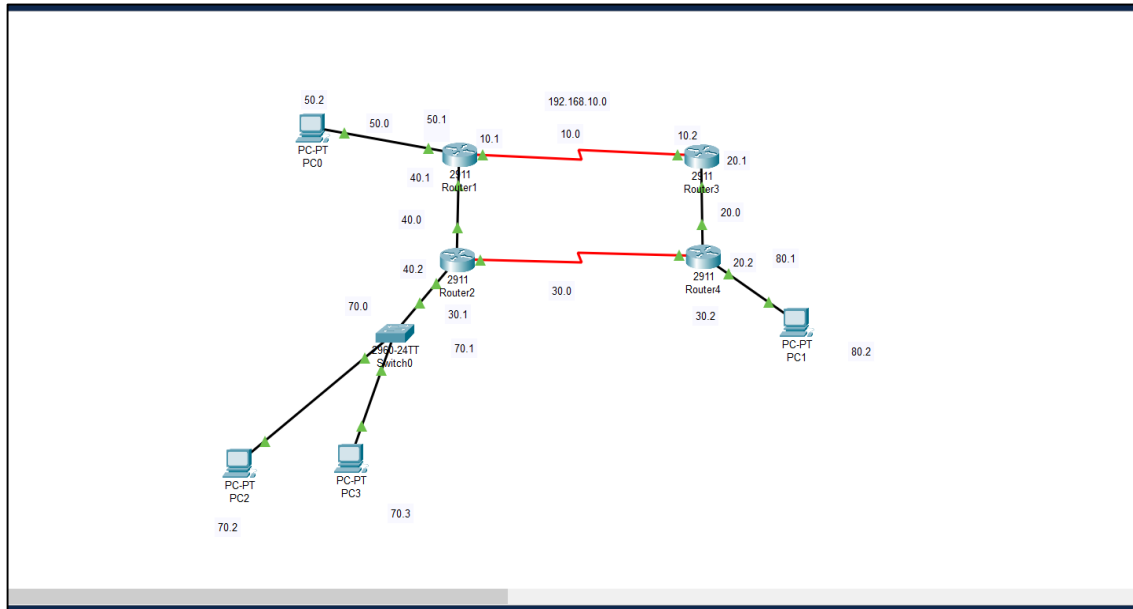 50.2
192.168.10.0
50.0
50.1
10.1
10.0
10.2
PC-PT
PC0
2911
Router1
2911
Router3
20.1
40.1
40.0
20.0
40.2
2911
Router2
30.0
2911
Router4
20.2
80.1
70.0
30.1
30.2
2960-24TT
Switch0
70.1
PC-PT
PC1
80.2
PC-PT
PC2
PC-PT
PC3
70.3
70.2